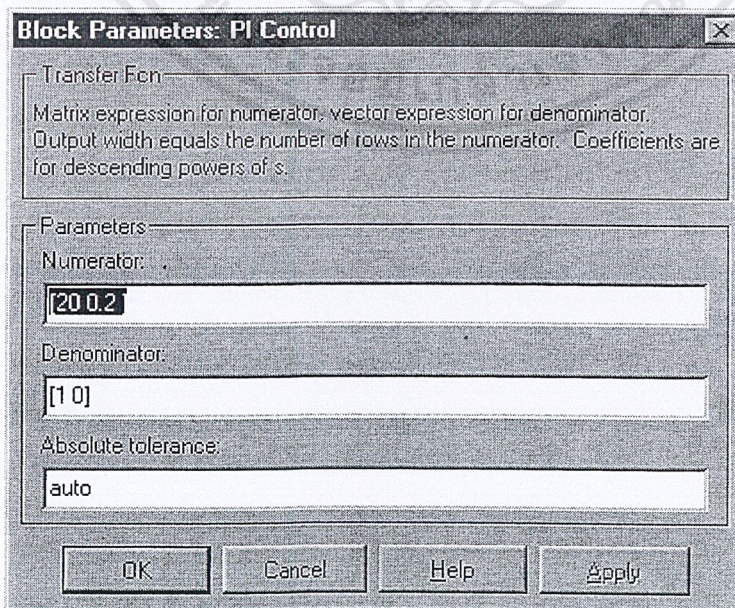 Block Parameters: PI Control
Transfer Fcn
Matrix expression for numerator, vector expression for denominator.
Output width equals the number of rows in the numerator. Coefficients are
for descending powers of s.
Parameters
Numerator:
[20 0.2]
Denominator:
[1 0]
Absolute tolerance:
auto
OK
Cancel
Help
Apply